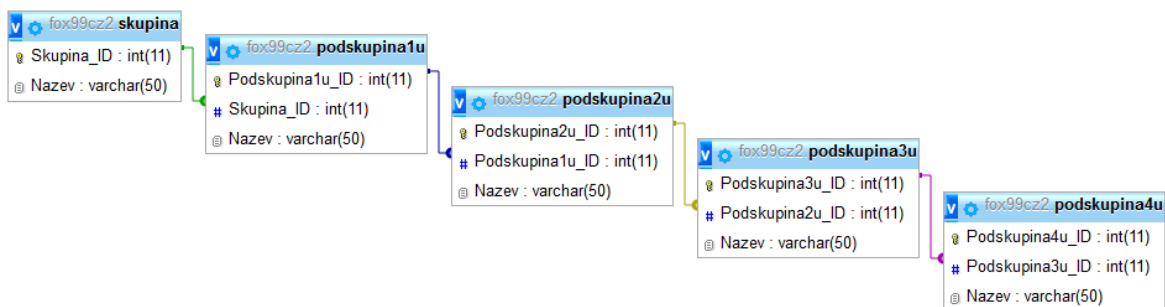 fox99cz2 skupina
Skupina_ID : int(11)
Nazev : varchar(50)
fox99cz2 podskupina1u
Podskupina1u_ID : int(11)
Skupina_ID : int(11)
Nazev : varchar(50)
fox99cz2 podskupina2u
Podskupina2u_ID : int(11)
Podskupina1u_ID : int(11)
Nazev : varchar(50)
fox99cz2 podskupina3u
Podskupina3u_ID : int(11)
# Podskupina2u_ID : int(11)
Nazev : varchar(50)
fox99cz2 podskupina4u
Podskupina4u_ID : int(11)
# Podskupina3u_ID : int(11)
Nazev : varchar(50)